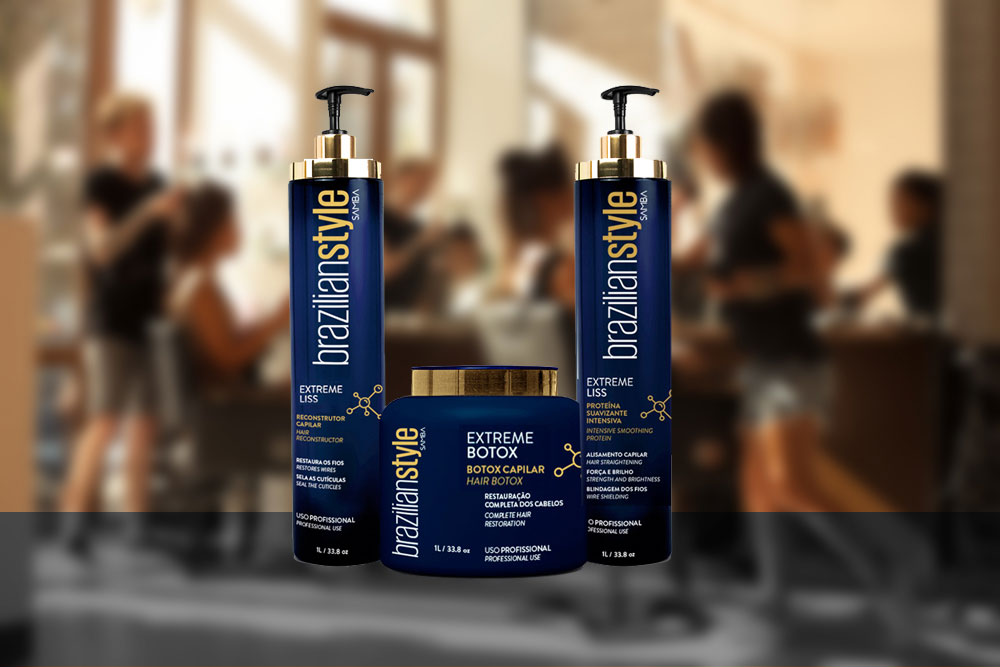 brazilianstyle
SAMBA
EXTREME
LISS
RECONSTRUTOR
CAPILAR
HAIR
RECONSTRUCTOR
RESTAURA OS FIOS
RESTORES WIRES
SELA AS CUTÍCULAS
SEAL THE CUTICLES
USO PROFISSIONAL
PROFESSIONAL USE
1L / 33.8 oz
brazilianstyle
SAMBA
EXTREME
BOTOX
BOTOX CAPILAR
HAIR BOTOX
RESTAURAÇÃO
COMPLETA DOS CABELOS
COMPLETE HAIR
RESTORATION
1L / 33.8 oz
USO PROFISSIONAL
PROFESSIONAL USE
brazilianstyle
SAMBA
EXTREME
LISS
PROTEÍNA
SUAVIZANTE
INTENSIVA
INTENSIVE SMOOTHING
PROTEIN
ALISAMENTO CAPILAR
HAIR STRAIGHTENING
FORÇA E BRILHO
STRENGTH AND BRIGHTNESS
BLINDAGEM DOS FIOS
WIRE SHIELDING
USO PROFISSIONAL
OFESSIONAL USE
1L / 33.8 oz